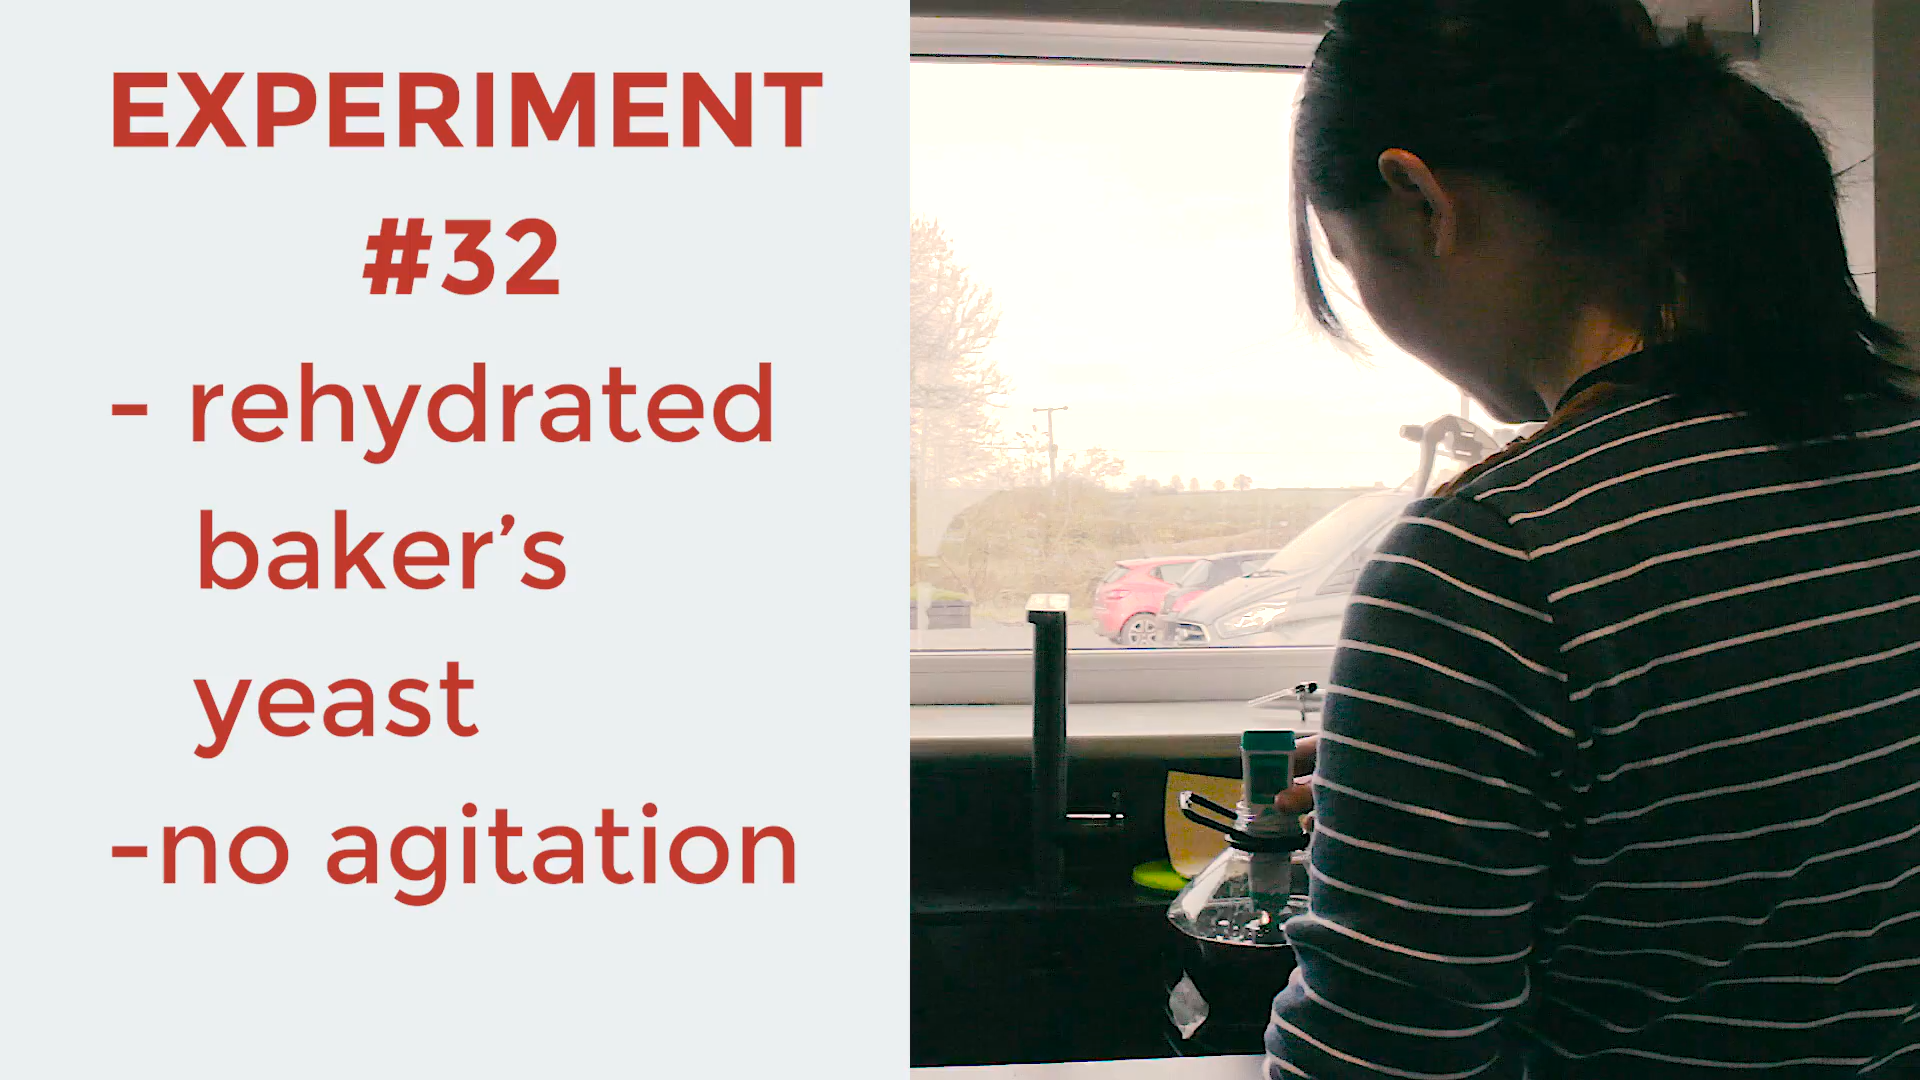 EXPERIMENT
#32
- rehydrated
baker’s
yeast
-no agitation